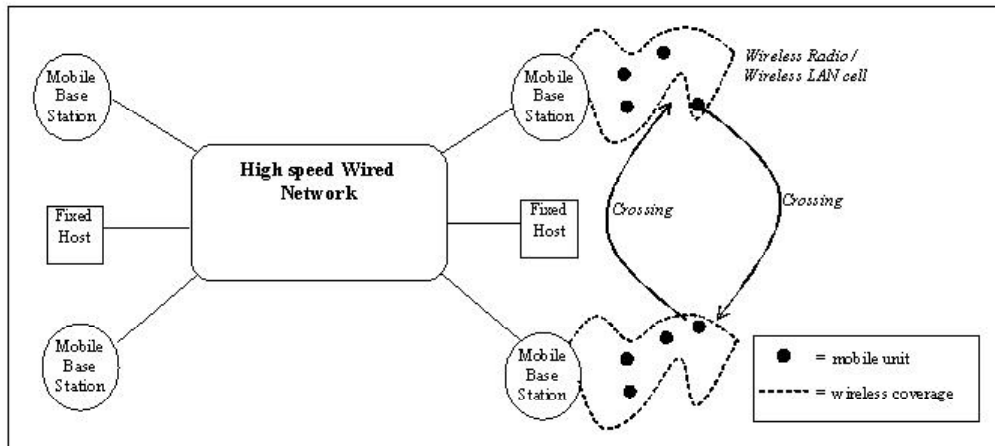 Mobile
Base
Station
Mobile
Base
Station
Wireless Radio /
Wireless LAN cell
High speed Wired
Network
Fixed
Host
Fixed
Host
Crossing
Crossing
Mobile
Base
Station
Mobile
Base
Station
= mobile unit
= wireless coverage